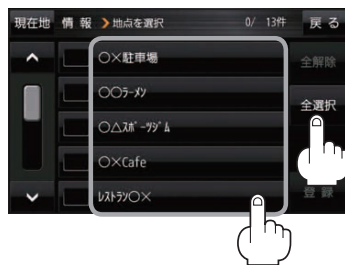 現在地 情 報 >地点を選択 0/ 13件 戻 る
○×駐車場 全解除
○○ﾗｰﾒﾝ 全選択
○△ｽﾎﾟｰﾂｼﾞﾑ
○×Cafe
ﾚｽﾄﾗﾝ○× 登 録